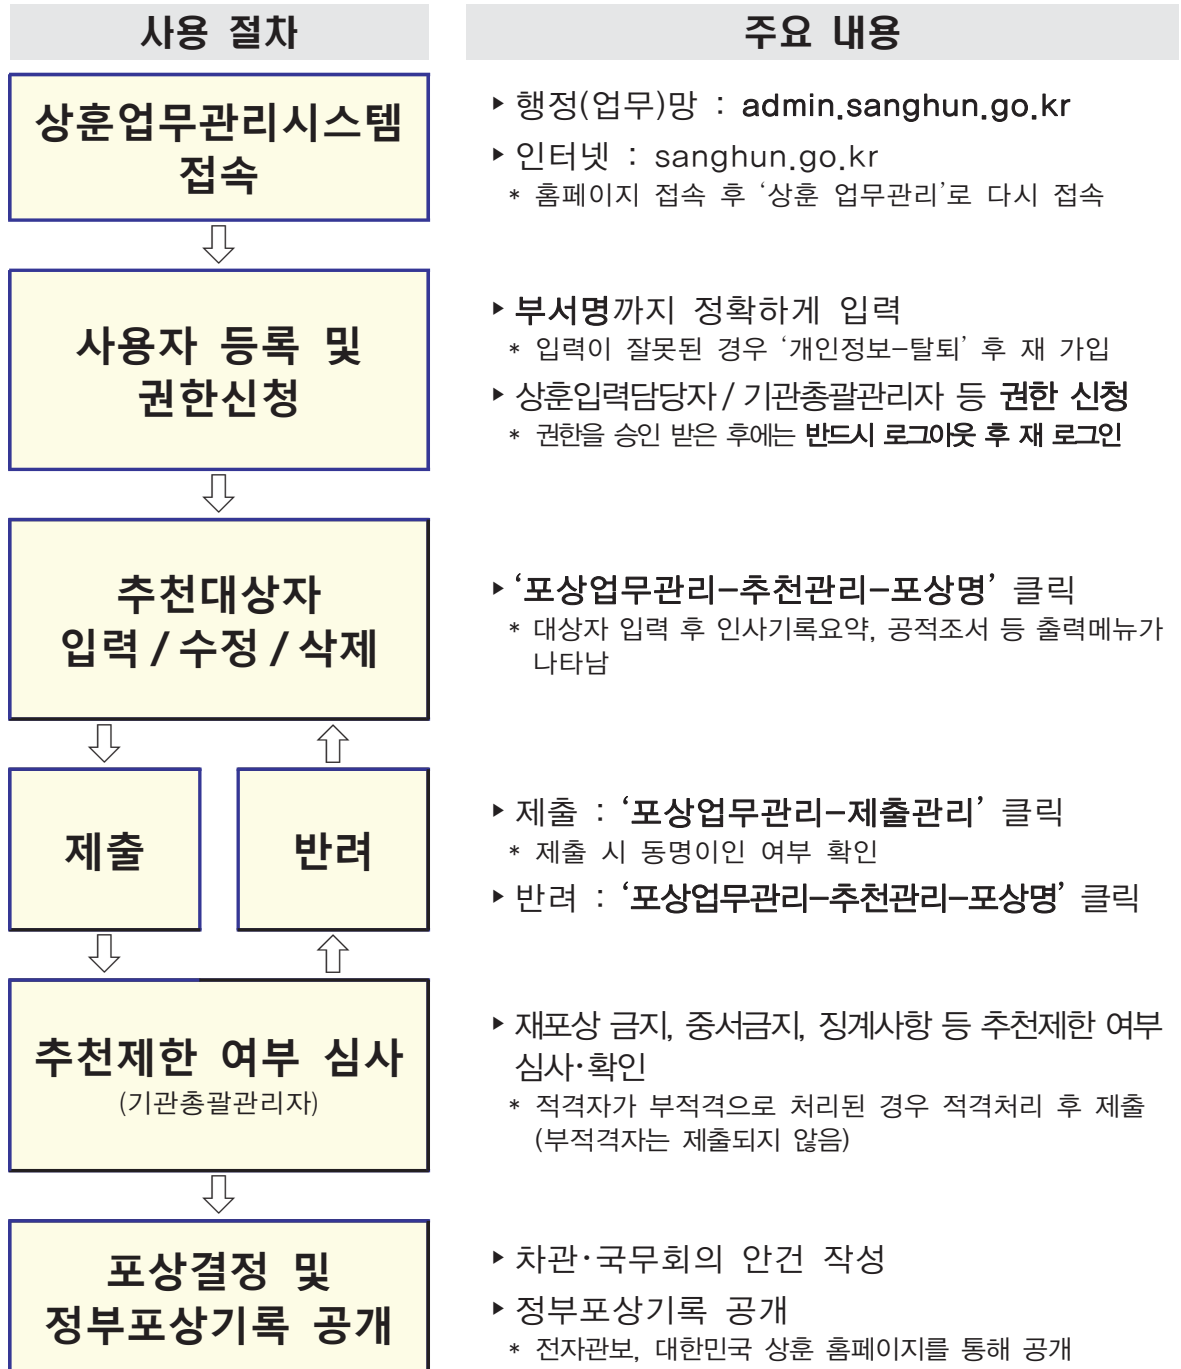 사용 절차
주요 내용
상훈업무관리시스템
접속
▸ 행정(업무)망 : admin.sanghun.go.kr
▸ 인터넷 : sanghun.go.kr
* 홈페이지 접속 후 ‘상훈 업무관리’로 다시 접속
사용자 등록 및
권한신청
▸ 부서명까지 정확하게 입력
* 입력이 잘못된 경우 ‘개인정보-탈퇴’ 후 재 가입
▸ 상훈입력담당자 / 기관총괄관리자 등 권한 신청
* 권한을 승인 받은 후에는 반드시 로그아웃 후 재 로그인
추천대상자
입력 / 수정 / 삭제
▸ ‘포상업무관리-추천관리-포상명’ 클릭
* 대상자 입력 후 인사기록요약, 공적조서 등 출력메뉴가
나타남
제출
반려
▸ 제출 : ‘포상업무관리-제출관리’ 클릭
* 제출 시 동명이인 여부 확인
▸ 반려 : ‘포상업무관리-추천관리-포상명’ 클릭
추천제한 여부 심사
(기관총괄관리자)
▸ 재포상 금지, 중서금지, 징계사항 등 추천제한 여부
심사·확인
* 적격자가 부적격으로 처리된 경우 적격처리 후 제출
(부적격자는 제출되지 않음)
포상결정 및
정부포상기록 공개
▸ 차관·국무회의 안건 작성
▸ 정부포상기록 공개
* 전자관보, 대한민국 상훈 홈페이지를 통해 공개